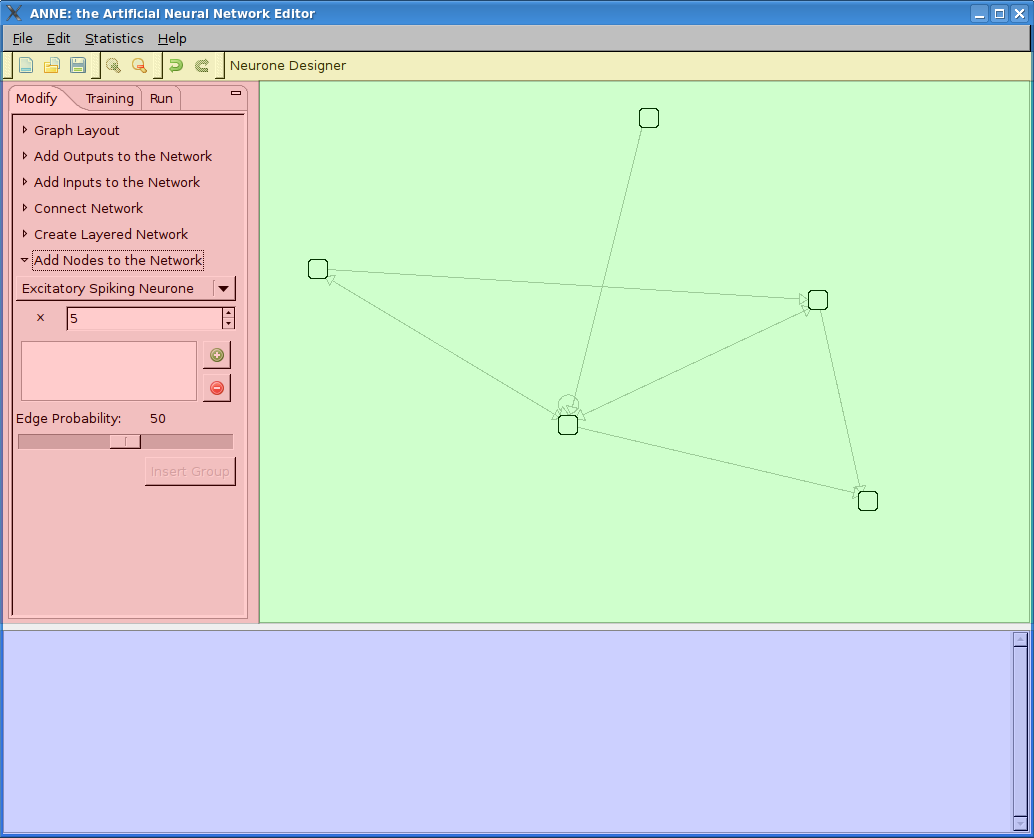 ANNE: the Artificial Neural Network Editor
File Edit Statistics Help
Neurone Designer
Modify Training Run
Graph Layout
Add Outputs to the Network
Add Inputs to the Network
Connect Network
Create Layered Network
Add Nodes to the Network
Excitatory Spiking Neurone
x 5
Edge Probability: 50
Insert Group